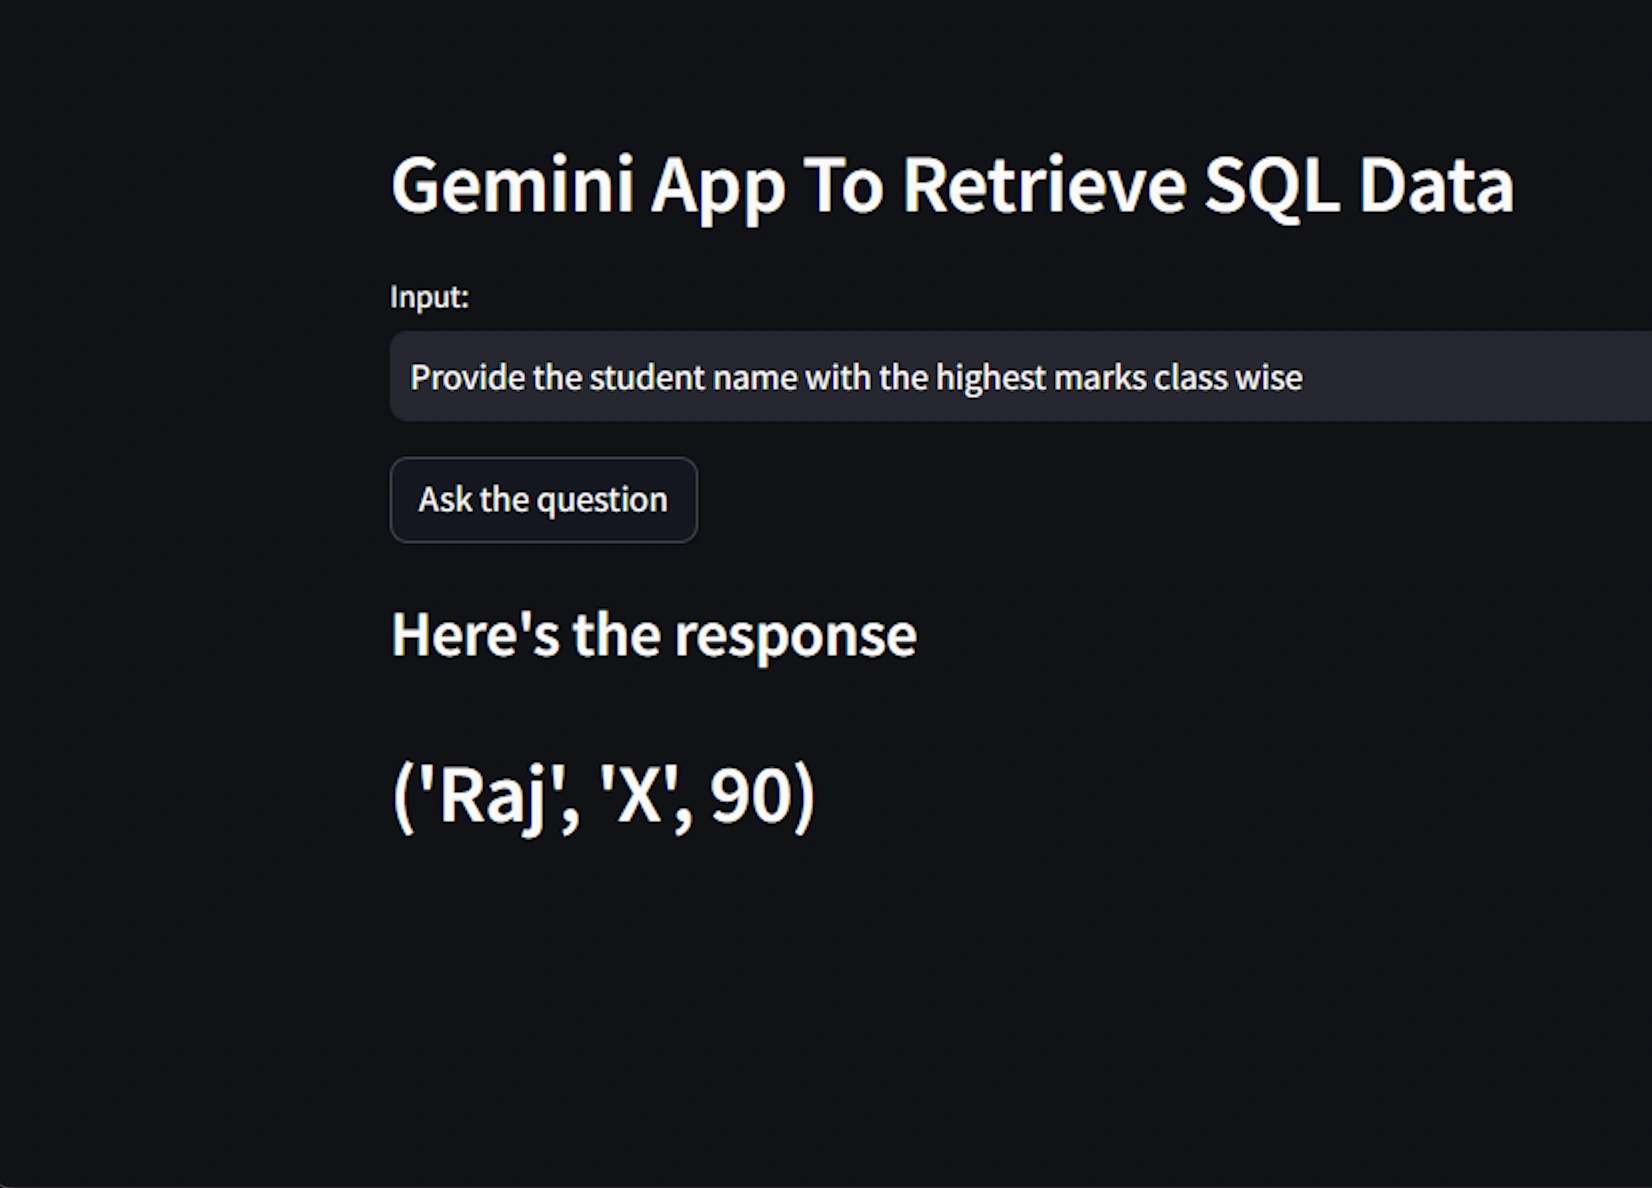 Gemini App To Retrieve SQL Data
Input:
Provide the student name with the highest marks class wise
Ask the question
Here's the response
('Raj', 'X', 90)